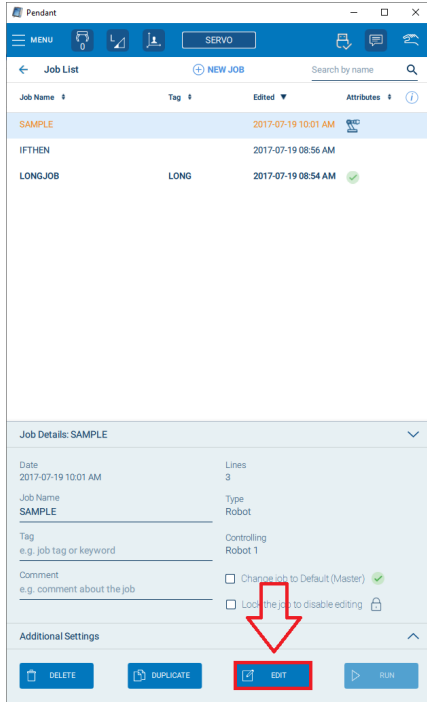 Pendant
MENU
0
L
SERVO
Job List
NEW JOB
Search by name
Job Name
Tag
Edited
Attributes
i
SAMPLE
2017-07-19 10:01 AM
IFTHEN
2017-07-19 08:56 AM
LONGJOB
LONG
2017-07-19 08:54 AM
Job Details: SAMPLE
Date
2017-07-19 10:01 AM
Lines
3
Job Name
SAMPLE
Type
Robot
Tag
e.g. job tag or keyword
Controlling
Robot 1
Comment
e.g. comment about the job
Change job to Default (Master)
Lock the job to disable editing
Additional Settings
DELETE
DUPLICATE
EDIT
RUN